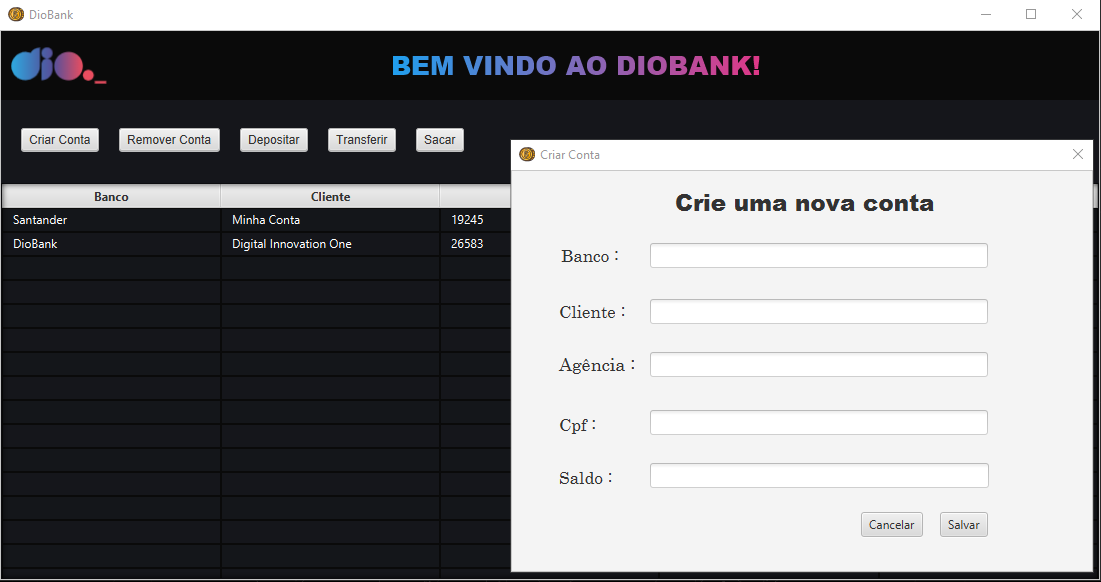 DioBank
dio._
BEM VINDO AO DIOBANK!
Criar Conta Remover Conta Depositar Transferir Sacar
Banco Cliente
Santander Minha Conta 19245
DioBank Digital Innovation One 26583
Criar Conta
Crie uma nova conta
Banco :
Cliente :
Agência :
Cpf :
Saldo :
Cancelar Salvar